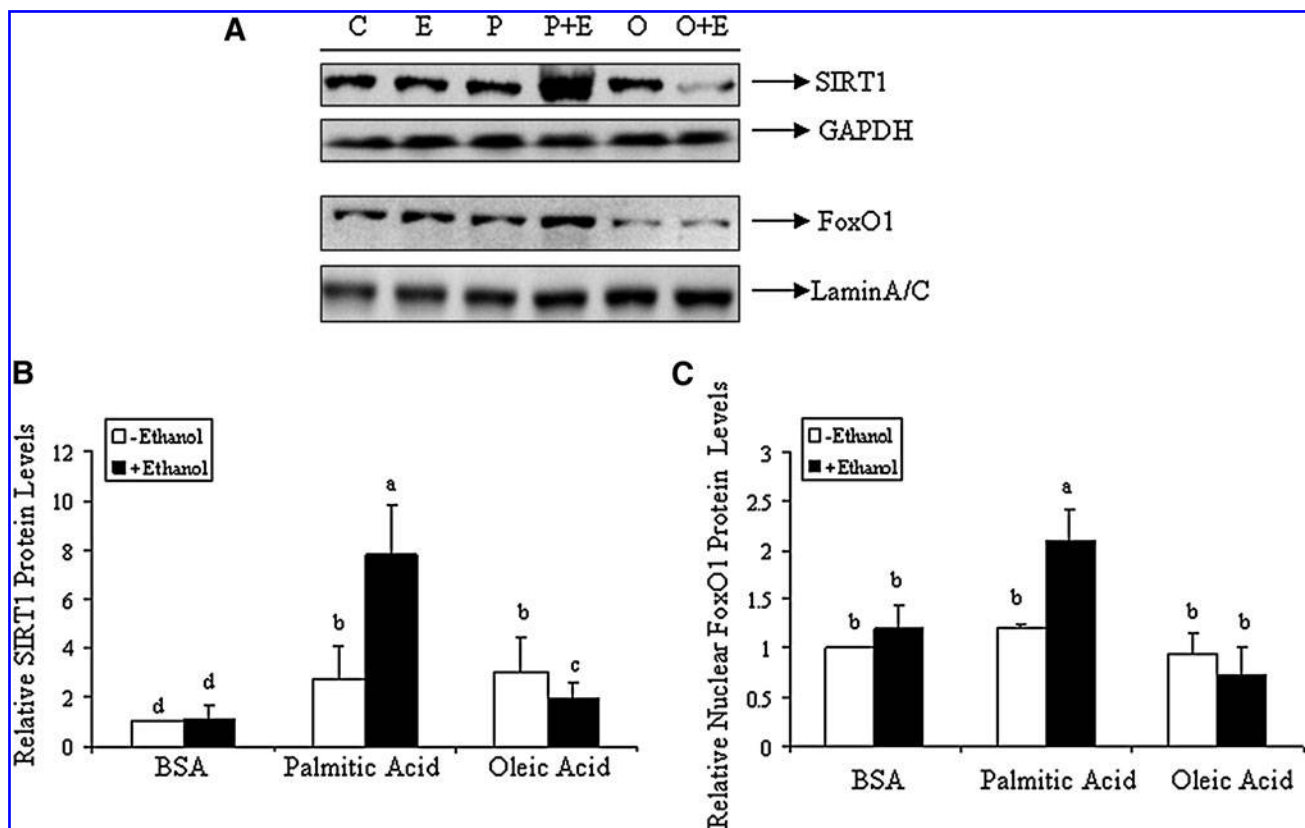 A
C E P P+E O O+E
SIRT1
GAPDH
FoxO1
LaminA/C
B
Relative SIRT1 Protein Levels
-Ethanol
+Ethanol
12
10
8
6
4
2
0
d
d
b
a
b
c
BSA Palmitic Acid Oleic Acid
C
Relative Nuclear FoxO1 Protein Levels
-Ethanol
+Ethanol
3
2.5
2
1.5
1
0.5
0
b
b
b
a
b
b
BSA Palmitic Acid Oleic Acid